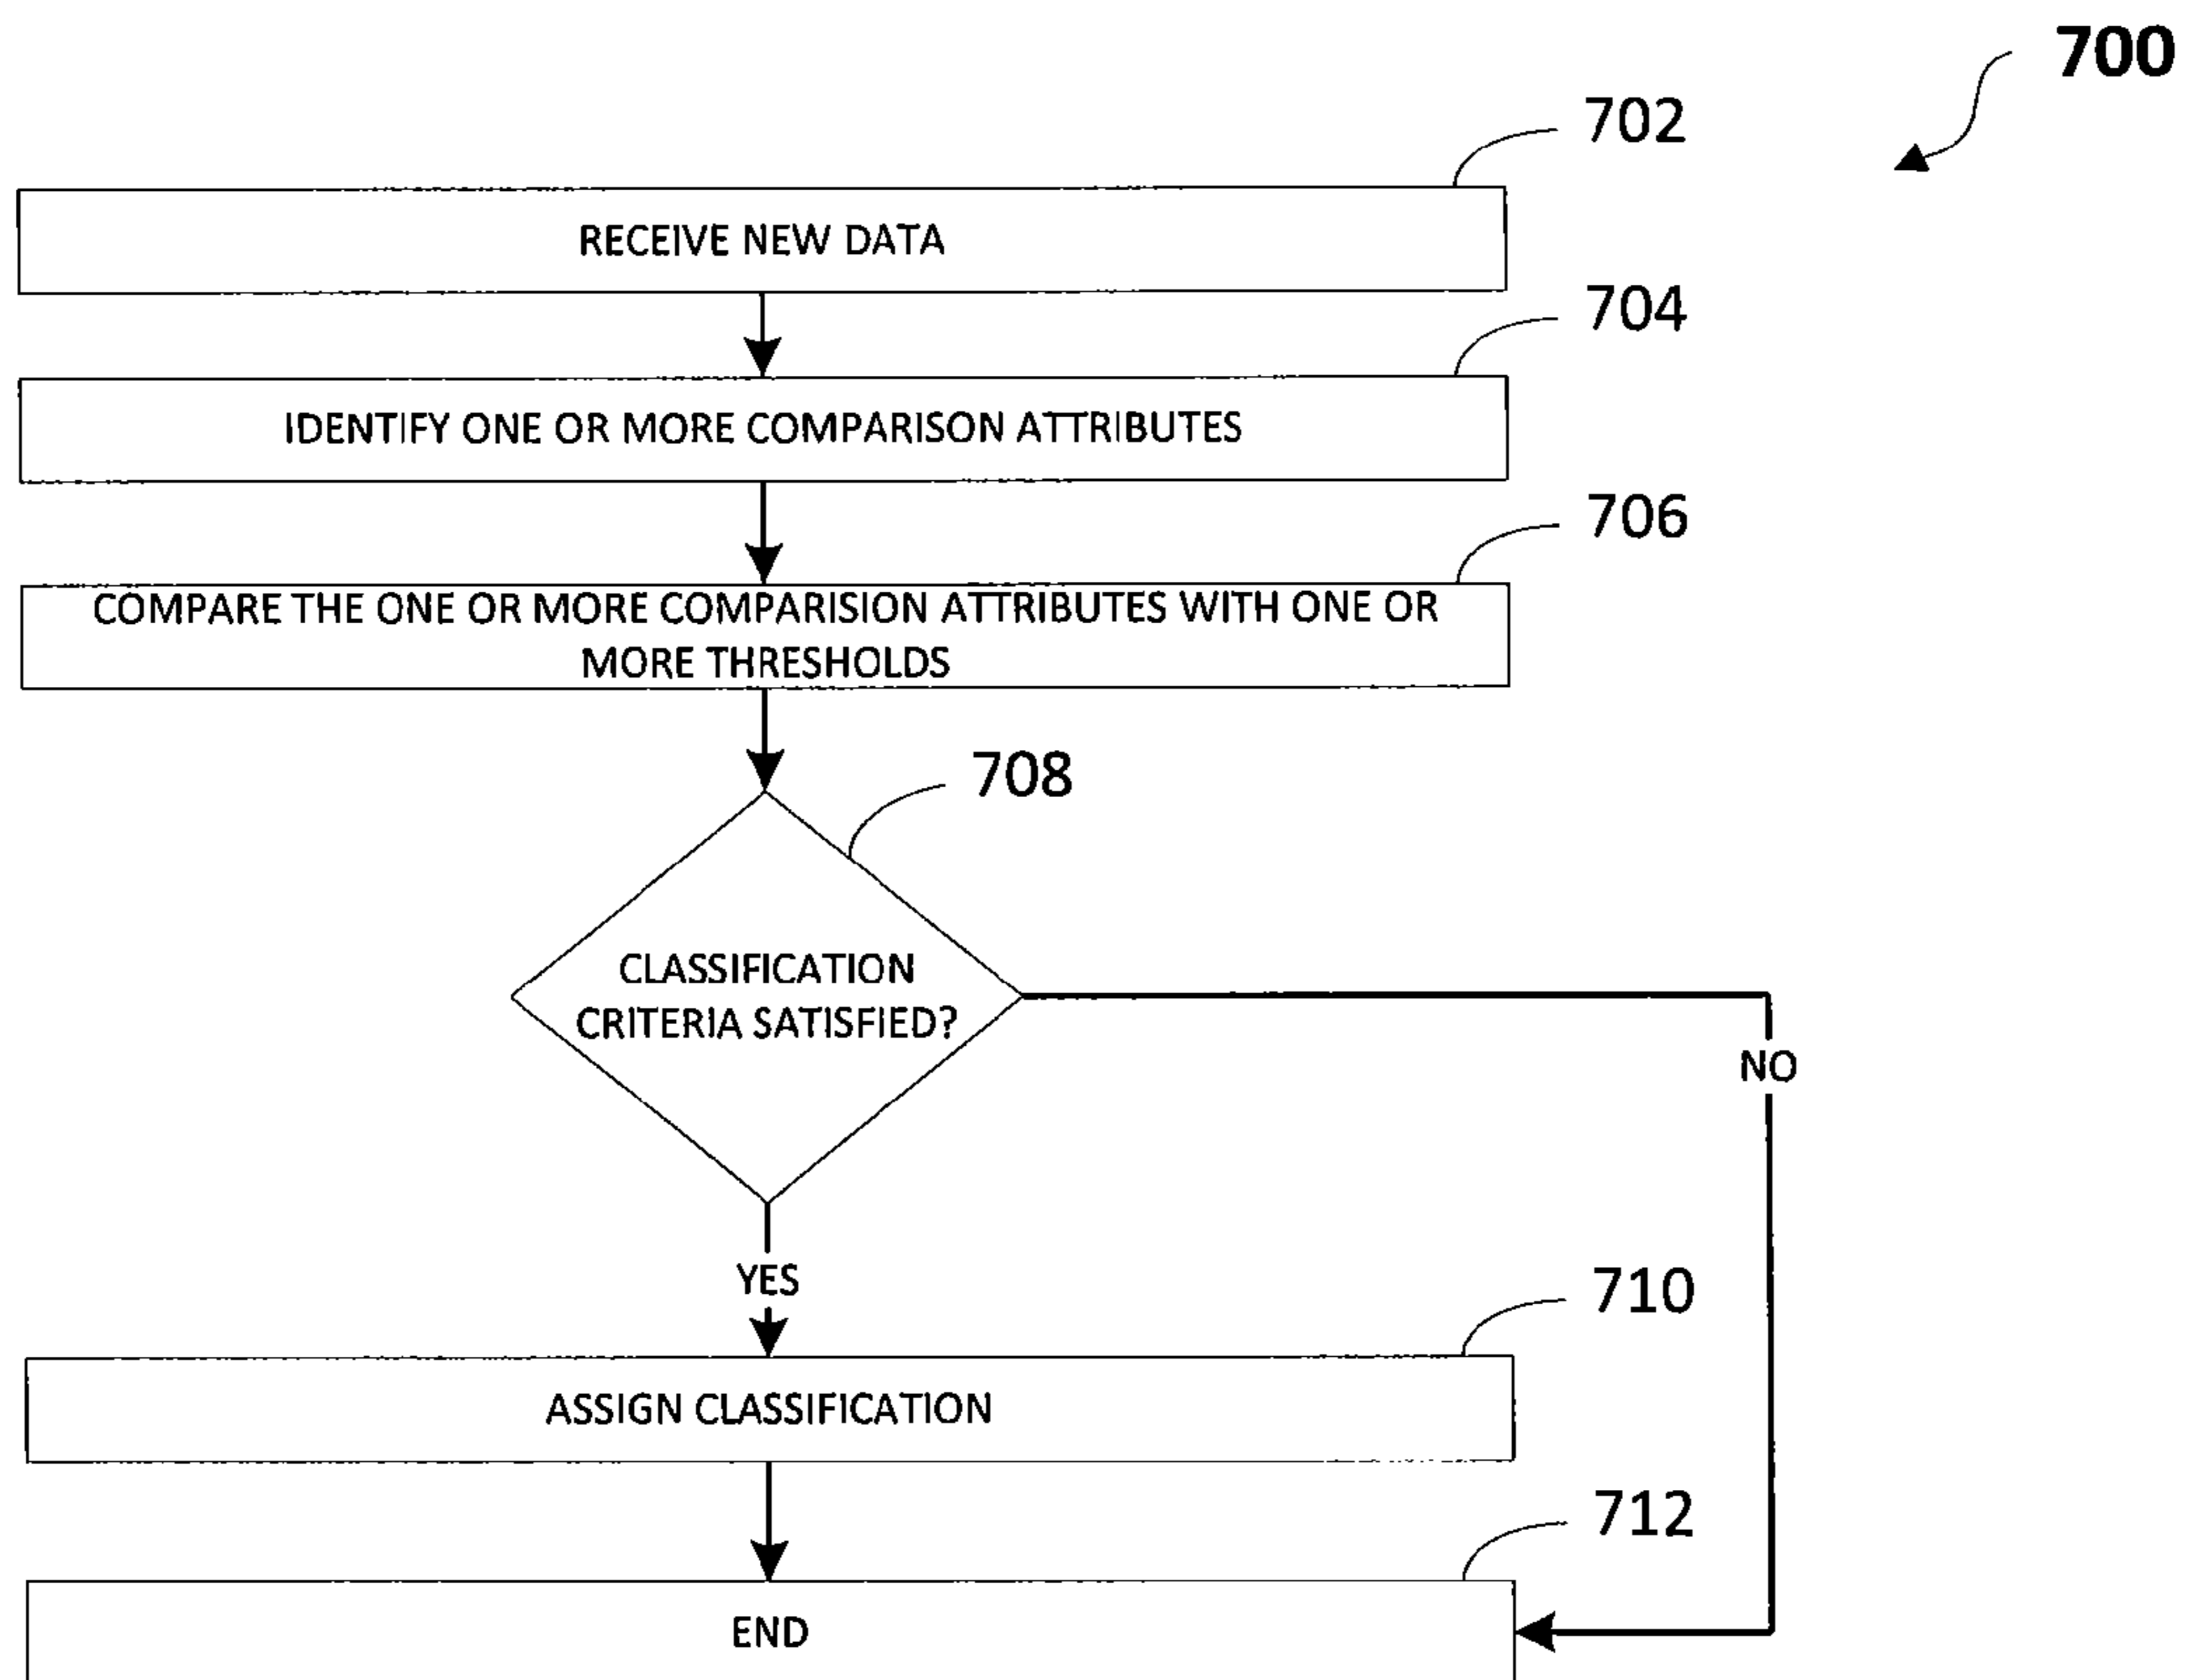 700
702
RECEIVE NEW DATA
704
IDENTIFY ONE OR MORE COMPARISON ATTRIBUTES
706
COMPARE THE ONE OR MORE COMPARISION ATTRIBUTES WITH ONE OR
MORE THRESHOLDS
708
CLASSIFICATION
CRITERIA SATISFIED?
NO
YES
710
ASSIGN CLASSIFICATION
712
END